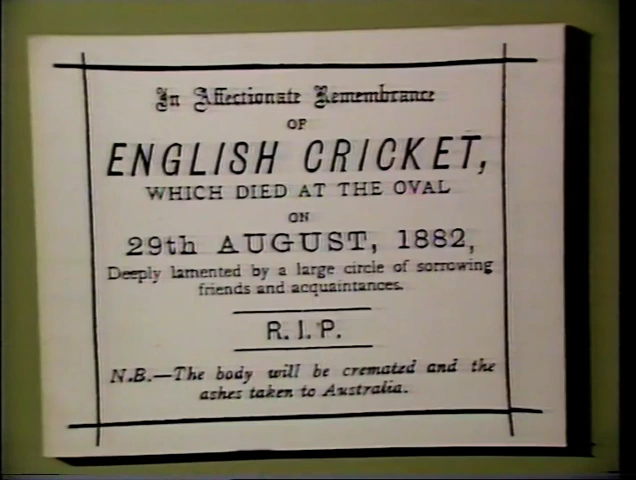 In Affectionate Remembrance
OF
ENGLISH CRICKET,
WHICH DIED AT THE OVAL
ON
29th AUGUST, 1882,
Deeply lamented by a large circle of sorrowing
friends and acquaintances.
R. I. P.
N.B.—The body will be cremated and the
ashes taken to Australia.